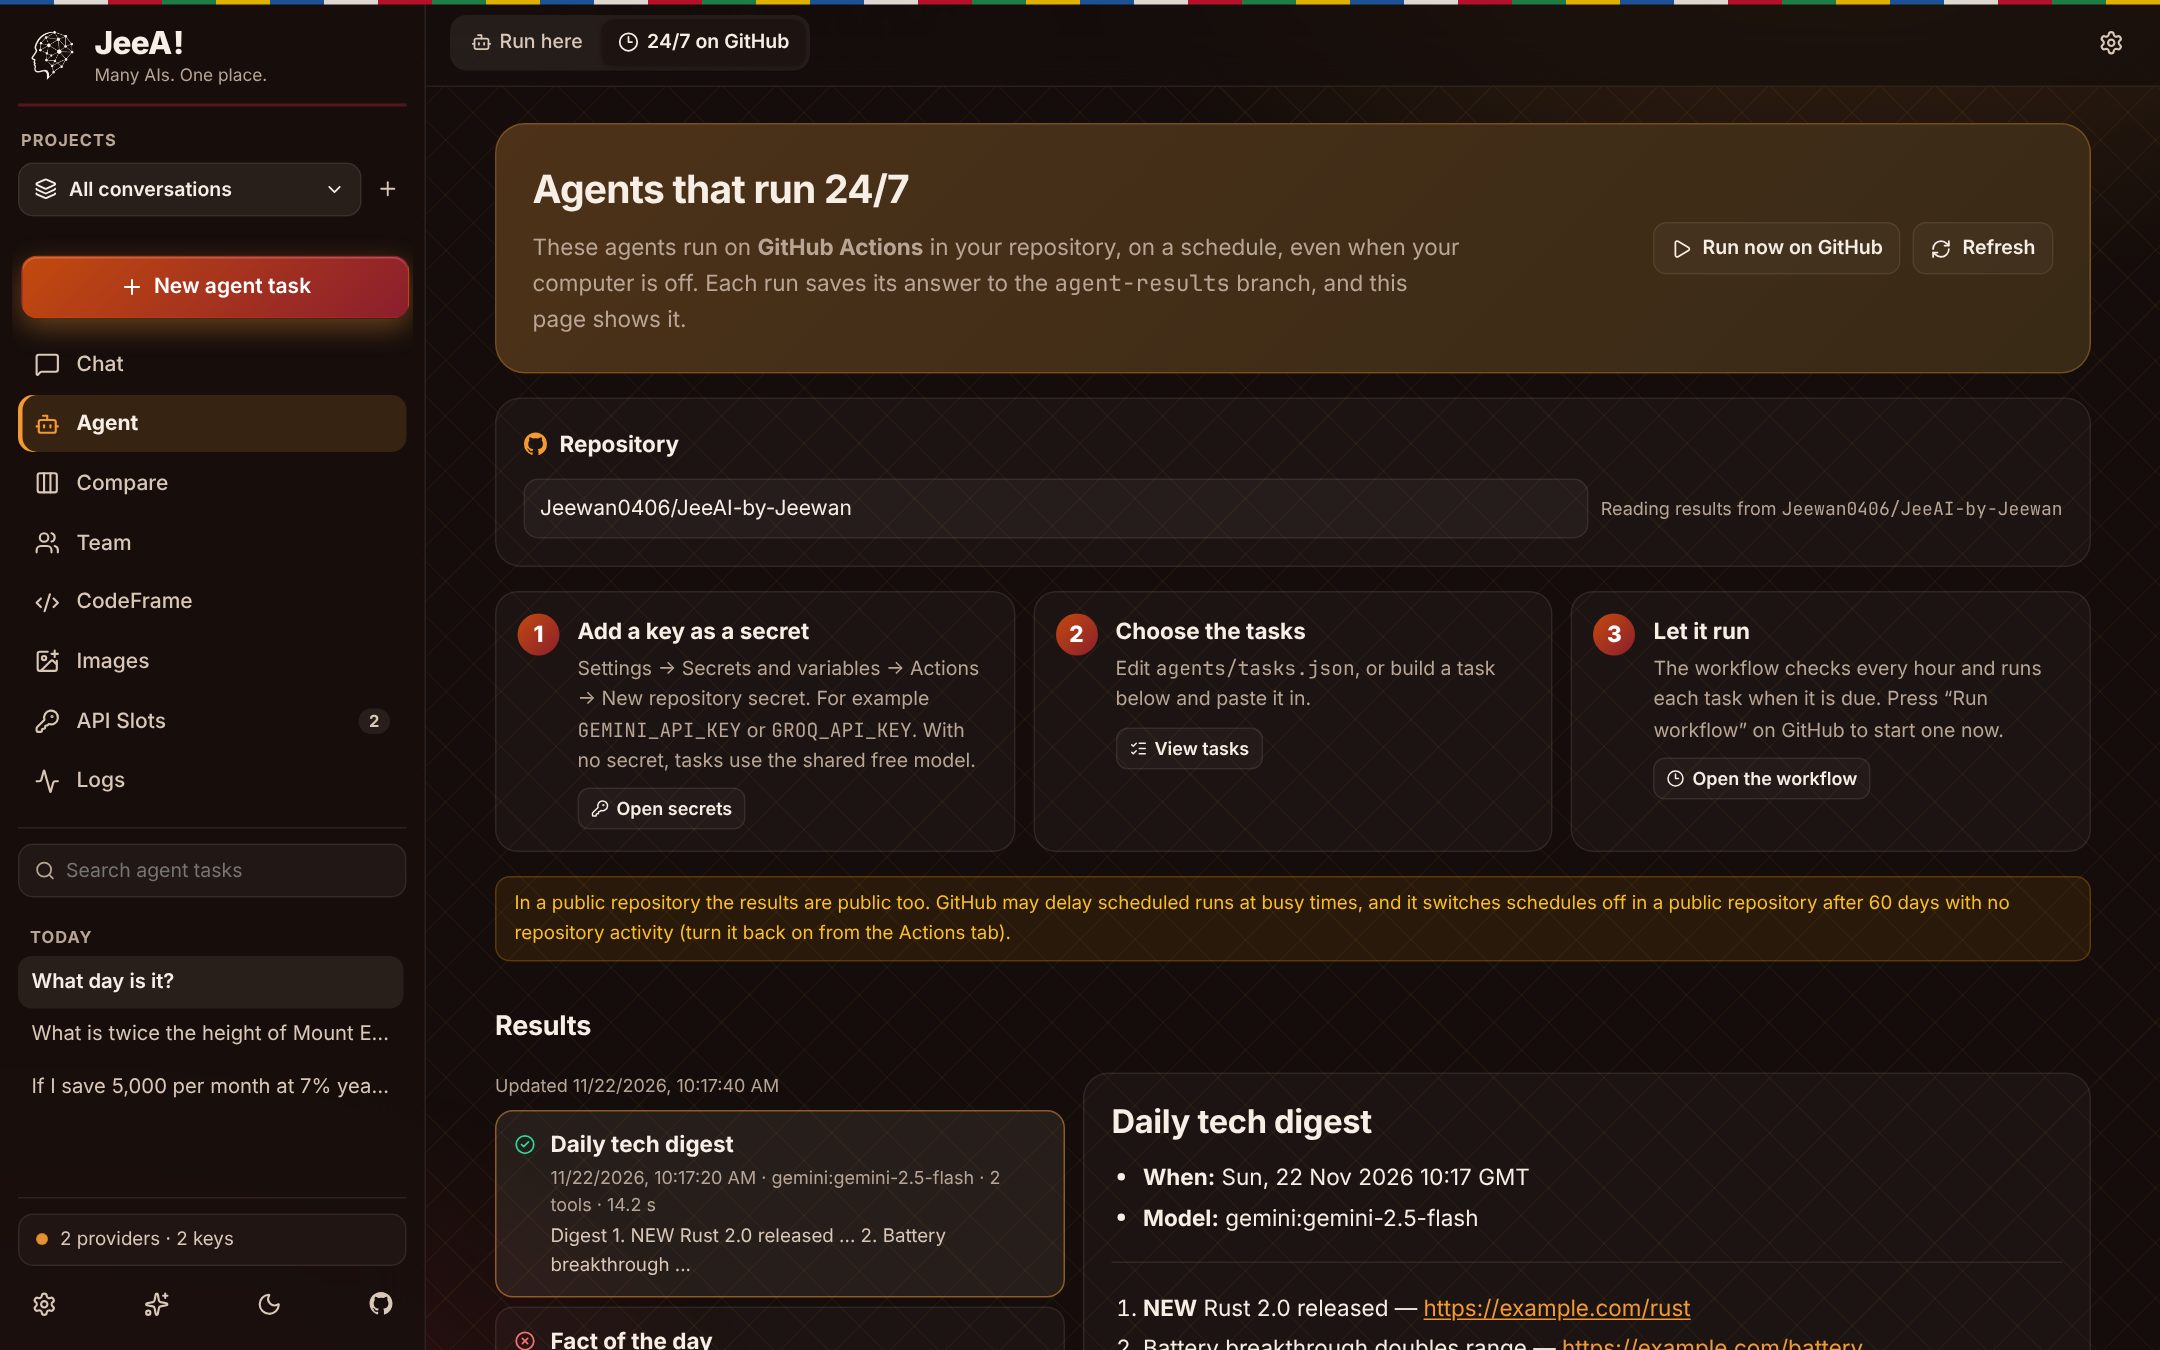 JeeA!
Many AIs. One place.
PROJECTS
All conversations
New agent task
Chat
Agent
Compare
Team
CodeFrame
Images
API Slots
2
Logs
Search agent tasks
TODAY
What day is it?
What is twice the height of Mount E...
If I save 5,000 per month at 7% yea...
2 providers · 2 keys
Run here
24/7 on GitHub
Agents that run 24/7
These agents run on GitHub Actions in your repository, on a schedule, even when your
computer is off. Each run saves its answer to the agent-results branch, and this
page shows it.
Run now on GitHub
Refresh
Repository
Jeewan0406/JeeAI-by-Jeewan
Reading results from Jeewan0406/JeeAI-by-Jeewan
1
Add a key as a secret
Settings → Secrets and variables → Actions
→ New repository secret. For example
GEMINI_API_KEY or GROQ_API_KEY. With
no secret, tasks use the shared free model.
Open secrets
2
Choose the tasks
Edit agents/tasks.json, or build a task
below and paste it in.
View tasks
3
Let it run
The workflow checks every hour and runs
each task when it is due. Press “Run
workflow” on GitHub to start one now.
Open the workflow
In a public repository the results are public too. GitHub may delay scheduled runs at busy times, and it switches schedules off in a public repository after 60 days with no
repository activity (turn it back on from the Actions tab).
Results
Updated 11/22/2026, 10:17:40 AM
Daily tech digest
11/22/2026, 10:17:20 AM · gemini:gemini-2.5-flash · 2
tools · 14.2 s
Digest 1. NEW Rust 2.0 released ... 2. Battery
breakthrough ...
Fact of the day
Daily tech digest
• When: Sun, 22 Nov 2026 10:17 GMT
• Model: gemini:gemini-2.5-flash
1. NEW Rust 2.0 released — https://example.com/rust
2. Battery breakthrough doubles range — https://example.com/battery